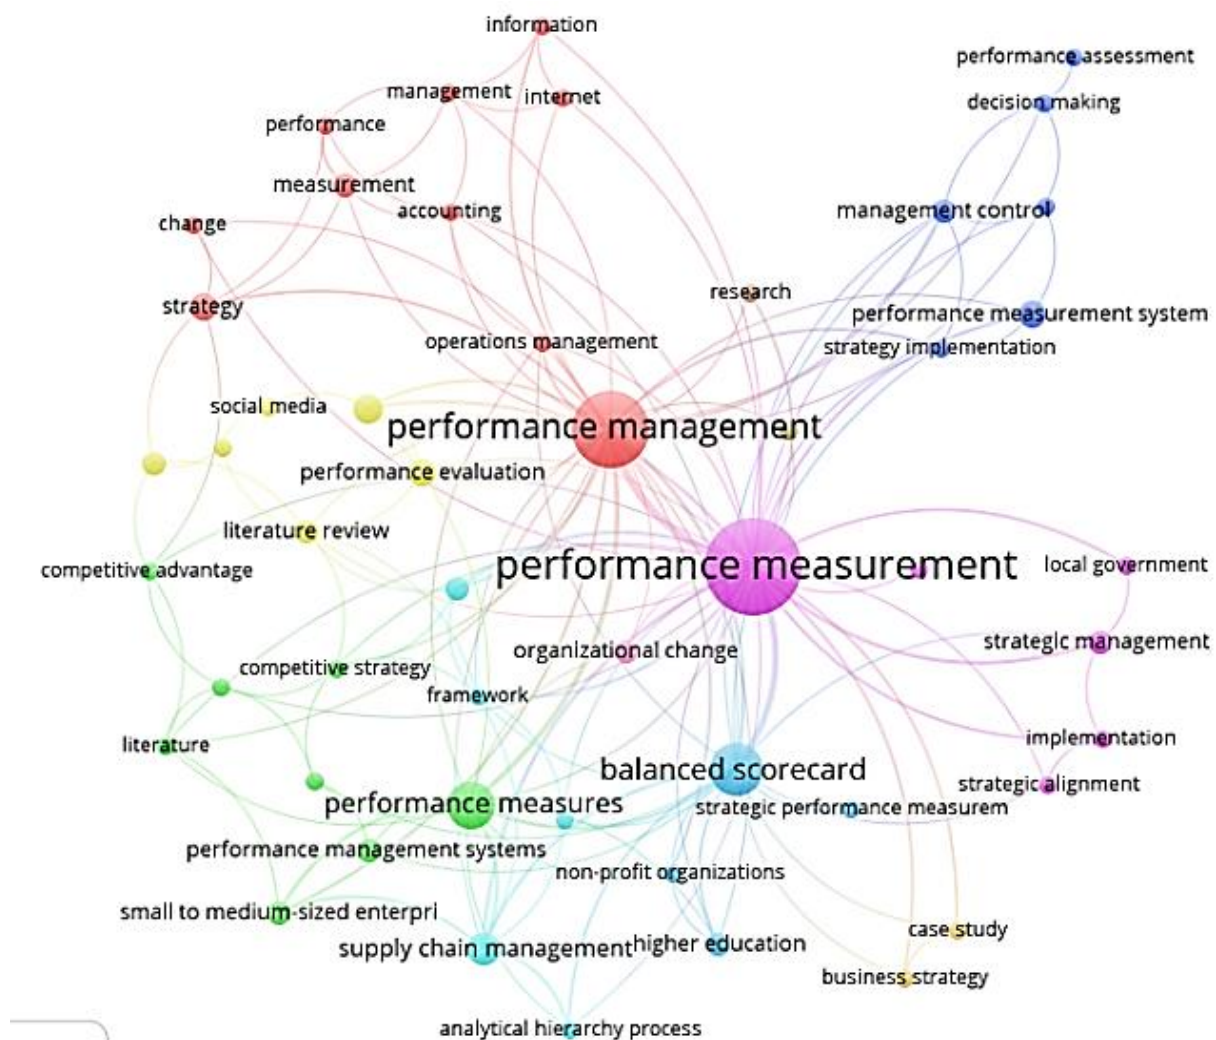 information
performance assessment
management
internet
decision making
performance
measurement
accounting
management control
change
research
strategy
performance measurement system
operations management
strategy implementation
social media
performance management
performance evaluation
literature review
competitive advantage
performance measurement
local government
organizational change
strategic management
competitive strategy
framework
literature
implementation
balanced scorecard
strategic alignment
performance measures
strategic performance measurem
performance management systems
non-profit organizations
small to medium-sized enterpri
case study
supply chain management
higher education
business strategy
analytical hierarchy process